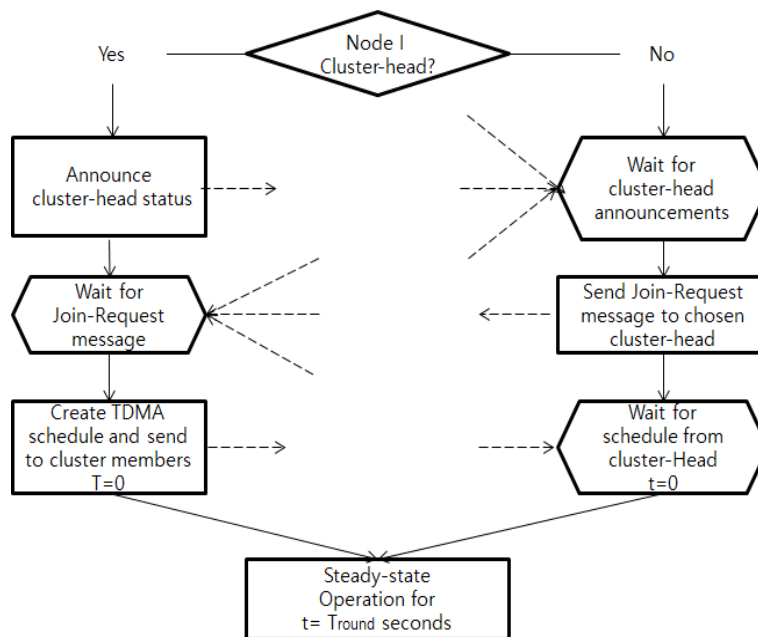 Node I
Cluster-head?
Yes
No
Announce
cluster-head status
Wait for
cluster-head
announcements
Wait for
Join-Request
message
Send Join-Request
message to chosen
cluster-head
Create TDMA
schedule and send
to cluster members
T=0
Wait for
schedule from
cluster-Head
t=0
Steady-state
Operation for
t= Tround seconds